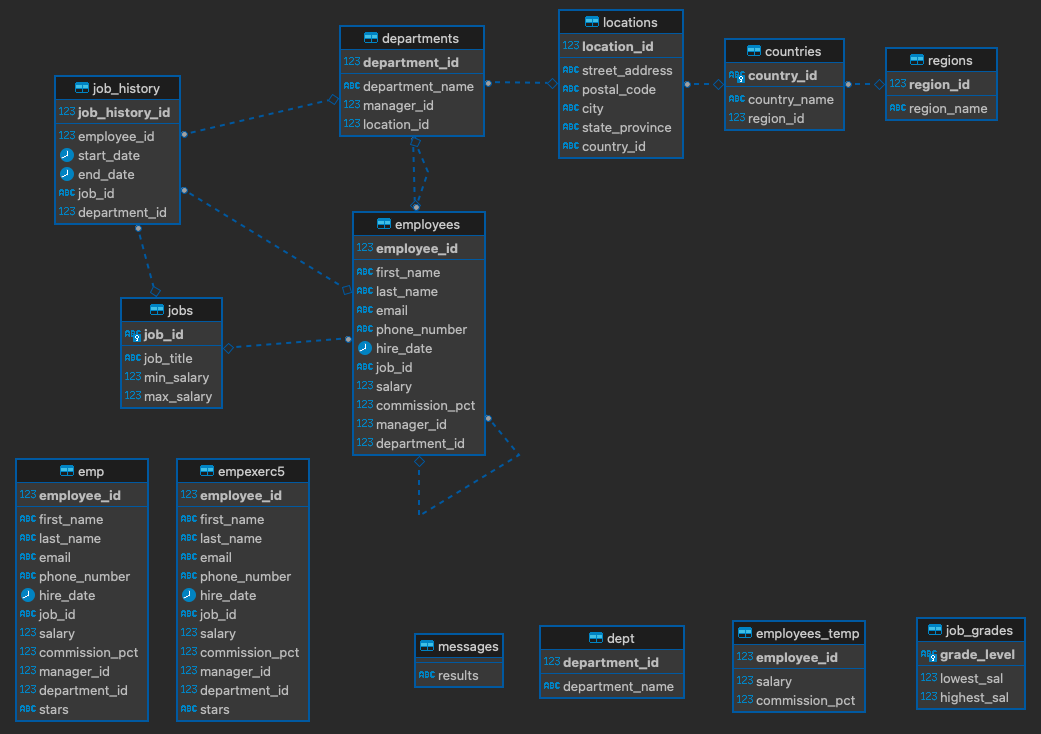 job_history
123 job_history_id
123 employee_id
start_date
end_date
ABC job_id
123 department_id
departments
123 department_id
ABC department_name
123 manager_id
123 location_id
locations
123 location_id
ABC street_address
ABC postal_code
ABC city
ABC state_province
ABC country_id
countries
ABC country_id
ABC country_name
123 region_id
regions
123 region_id
ABC region_name
employees
123 employee_id
ABC first_name
ABC last_name
ABC email
ABC phone_number
hire_date
ABC job_id
123 salary
123 commission_pct
123 manager_id
123 department_id
jobs
ABC job_id
ABC job_title
123 min_salary
123 max_salary
emp
123 employee_id
ABC first_name
ABC last_name
ABC email
ABC phone_number
hire_date
ABC job_id
123 salary
123 commission_pct
123 manager_id
123 department_id
ABC stars
empexerc5
123 employee_id
ABC first_name
ABC last_name
ABC email
ABC phone_number
hire_date
ABC job_id
123 salary
123 commission_pct
123 manager_id
123 department_id
ABC stars
messages
ABC results
dept
123 department_id
ABC department_name
employees_temp
123 employee_id
123 salary
123 commission_pct
job_grades
ABC grade_level
123 lowest_sal
123 highest_sal